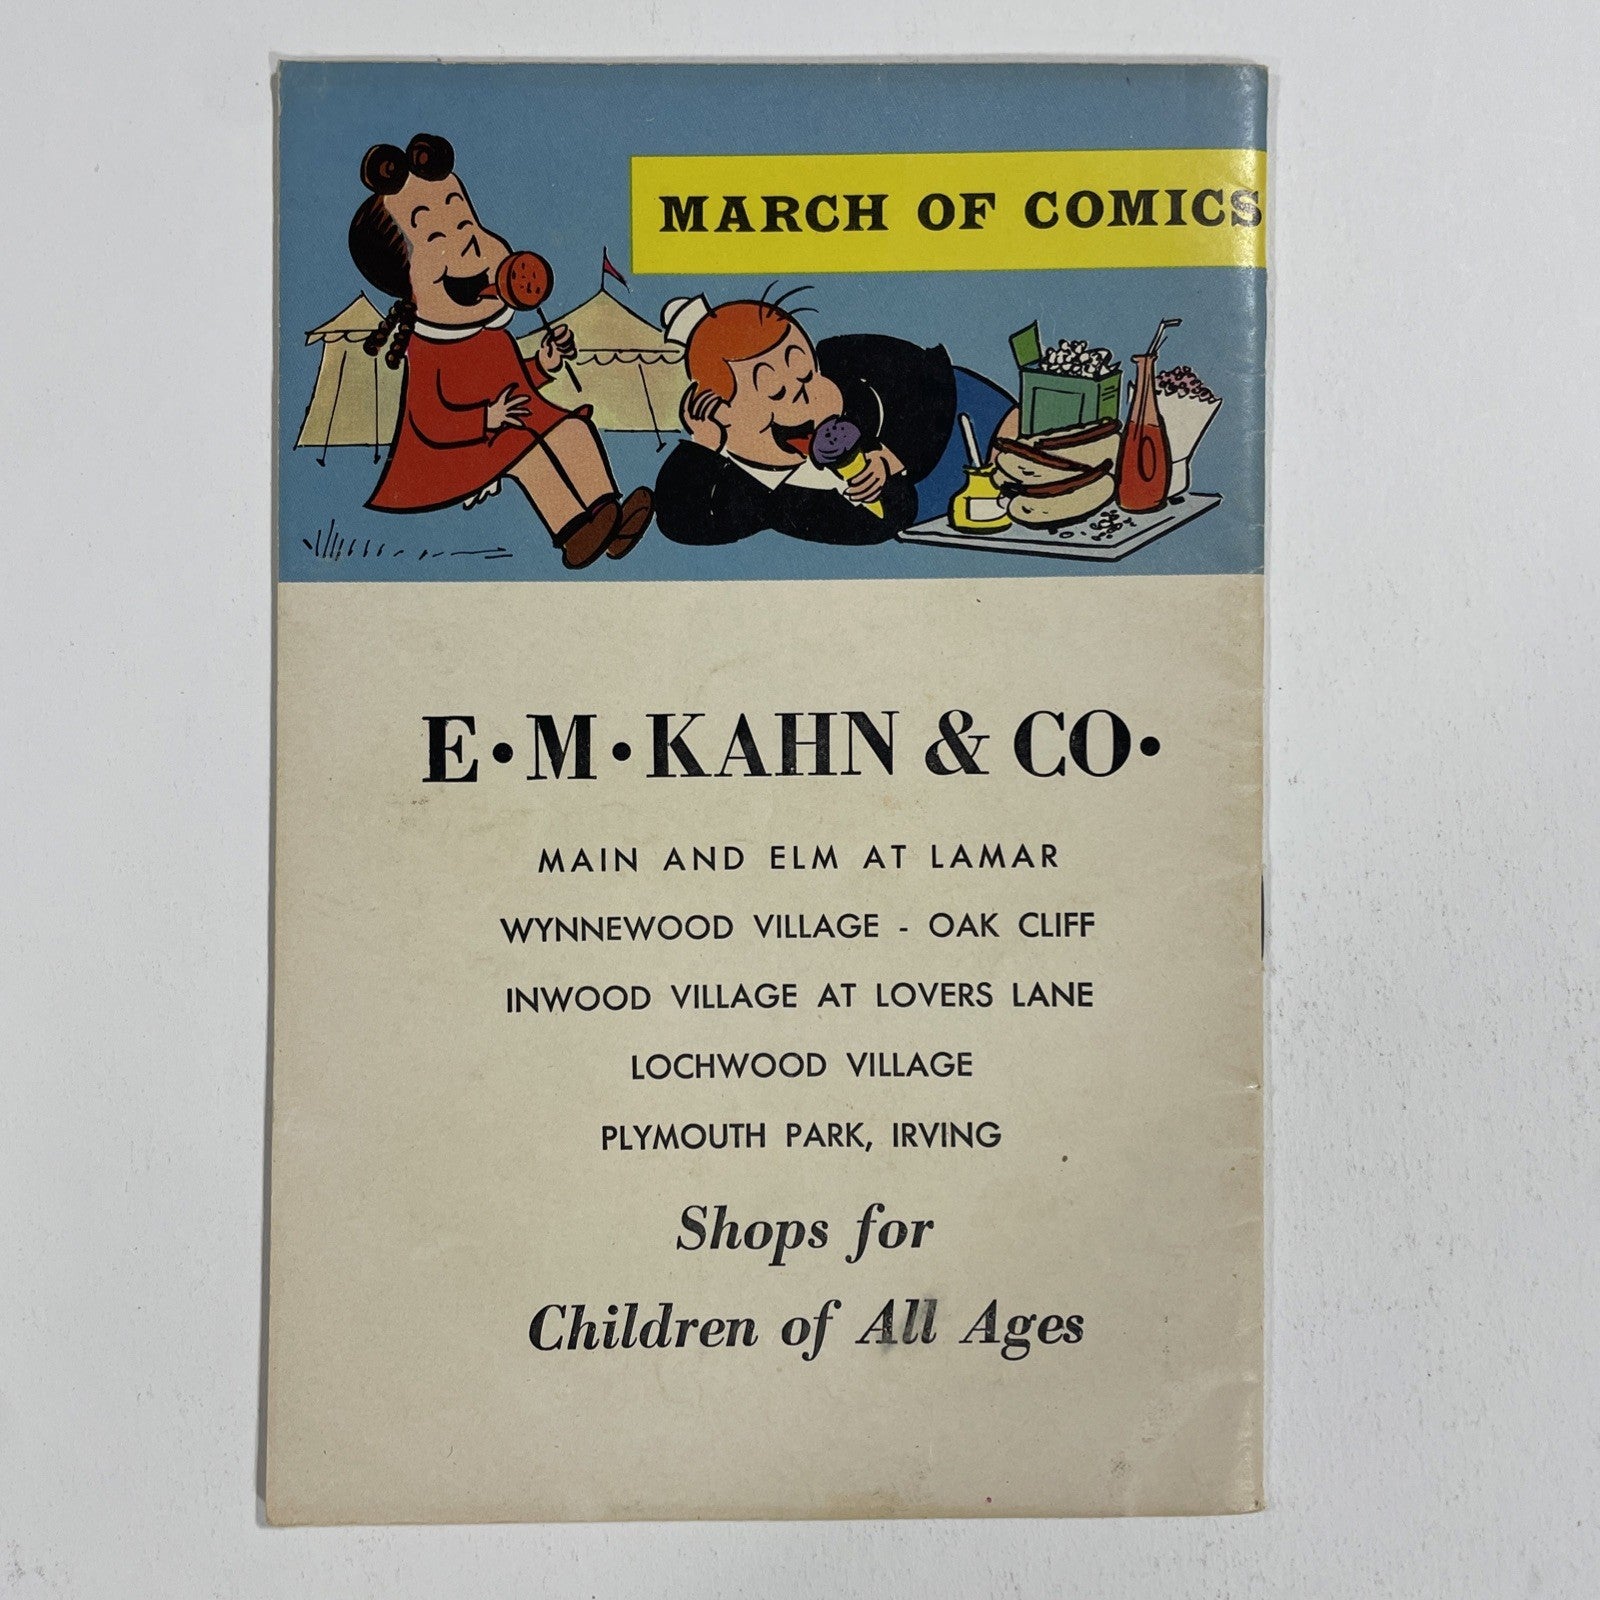 MARCH OF COMICS
E·M·KAHN & CO·
MAIN AND ELM AT LAMAR
WYNNEWOOD VILLAGE - OAK CLIFF
INWOOD VILLAGE AT LOVERS LANE
LOCHWOOD VILLAGE
PLYMOUTH PARK, IRVING
Shops for
Children of All Ages